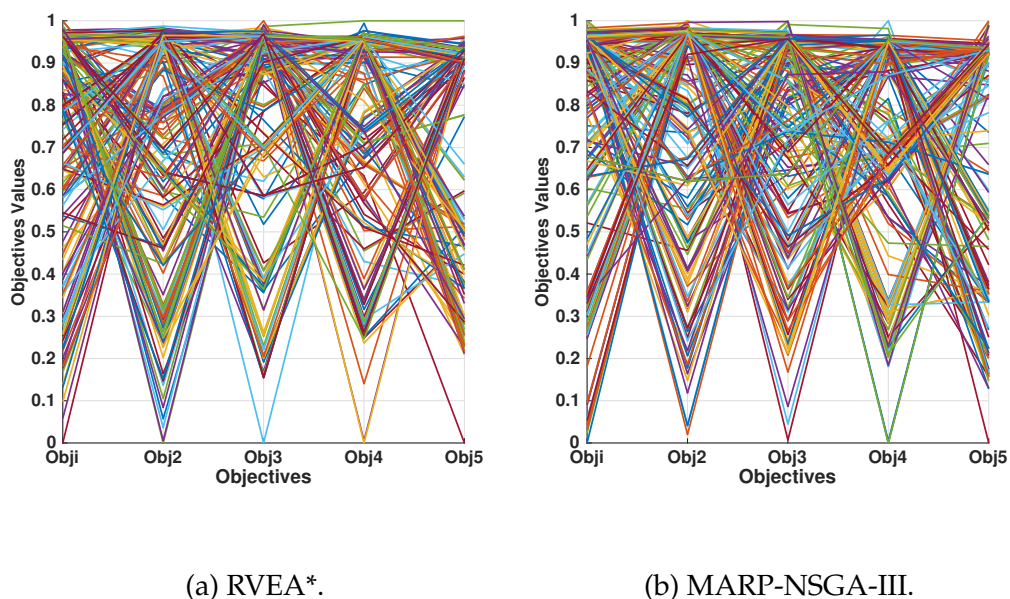 1
0.9
0.8
0.7
0.6
0.5
0.4
0.3
0.2
0.1
0
Objectives Values
Obji Obj2 Obj3 Obj4 Obj5
Objectives
1
0.9
0.8
0.7
0.6
0.5
0.4
0.3
0.2
0.1
0
Objectives Values
Obji Obj2 Obj3 Obj4 Obj5
Objectives
(a) RVEA*.
(b) MARP-NSGA-III.